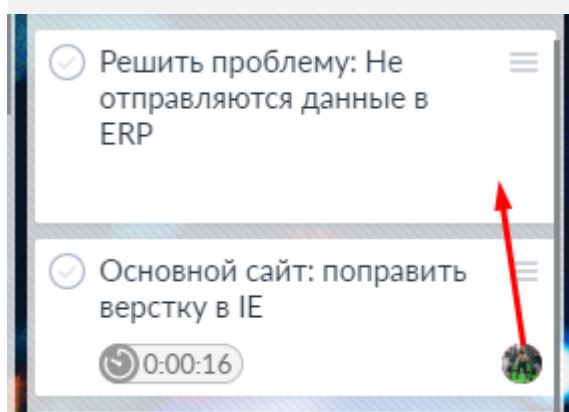 Решить проблему: Не
отправляются данные в
ERP
Основной сайт: поправить
верстку в IE
0:00:16